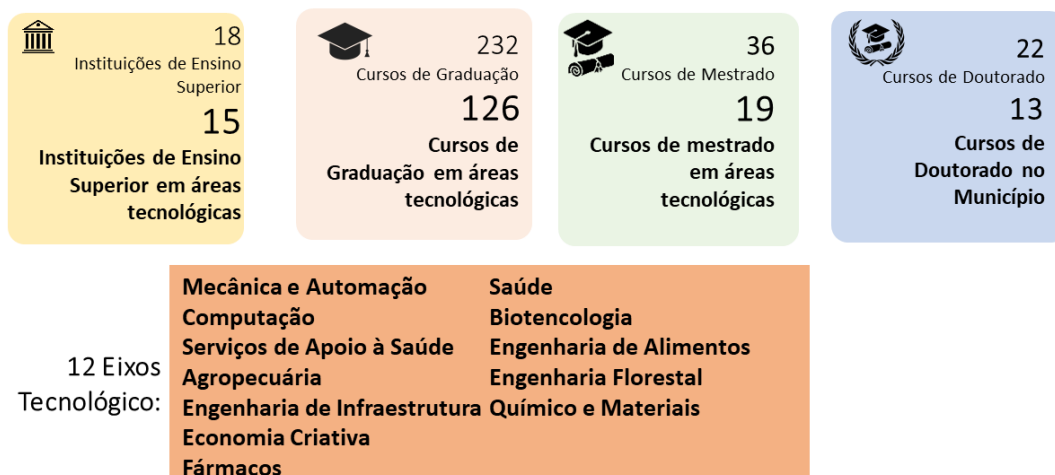 18
Instituições de Ensino
Superior
15
Instituições de Ensino
Superior em áreas
tecnológicas
232
Cursos de Graduação
126
Cursos de
Graduação em áreas
tecnológicas
36
Cursos de Mestrado
19
Cursos de mestrado
em áreas
tecnológicas
22
Cursos de Doutorado
13
Cursos de
Doutorado no
Município
12 Eixos
Tecnológico:
Mecânica e Automação
Computação
Serviços de Apoio à Saúde
Agropecuária
Engenharia de Infraestrutura
Economia Criativa
Fármacos
Saúde
Biotencologia
Engenharia de Alimentos
Engenharia Florestal
Químico e Materiais